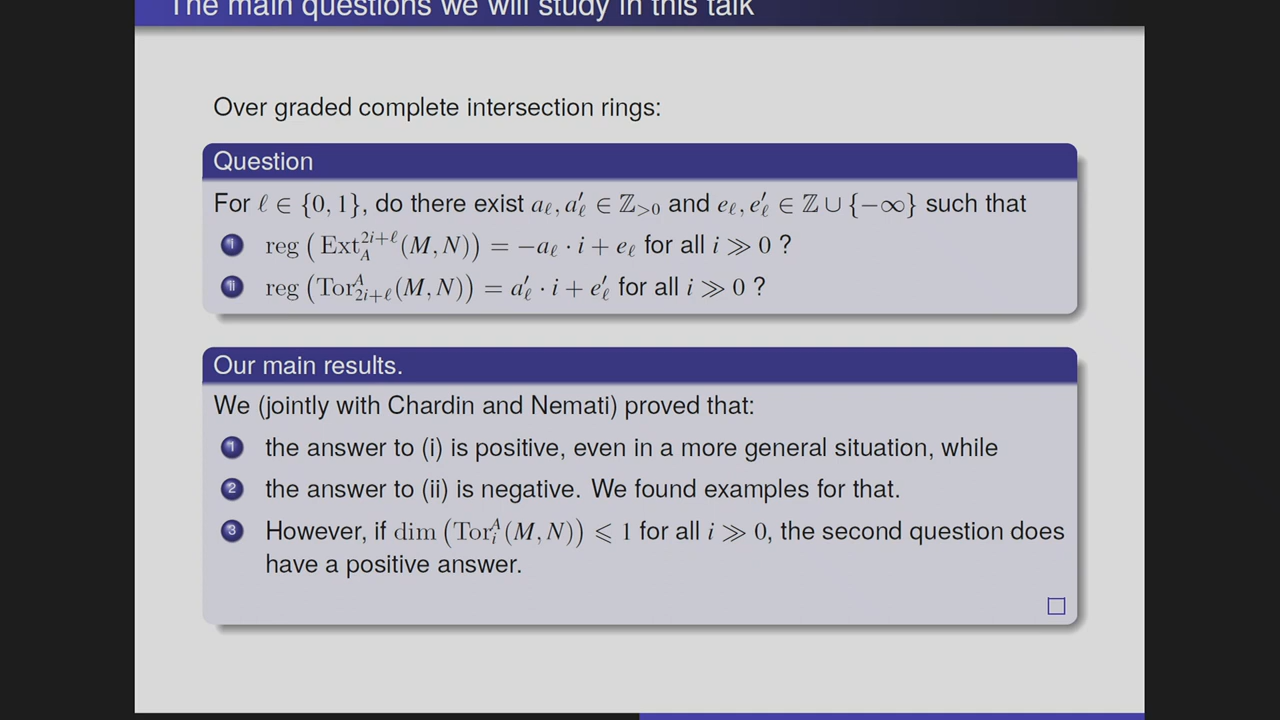 The main questions we will study in this talk
Over graded complete intersection rings:
Question
For ℓ ∈ {0, 1}, do there exist a_ℓ, a′_ℓ ∈ ℤ_{>0} and e_ℓ, e′_ℓ ∈ ℤ ∪ {−∞} such that
i reg (Ext_A^{2i+ℓ}(M, N)) = −a_ℓ · i + e_ℓ for all i ≫ 0 ?
ii reg (Tor^A_{2i+ℓ}(M, N)) = a′_ℓ · i + e′_ℓ for all i ≫ 0 ?
Our main results.
We (jointly with Chardin and Nemati) proved that:
1 the answer to (i) is positive, even in a more general situation, while
2 the answer to (ii) is negative. We found examples for that.
3 However, if dim (Tor_i^A(M, N)) ⩽ 1 for all i ≫ 0, the second question does
have a positive answer.